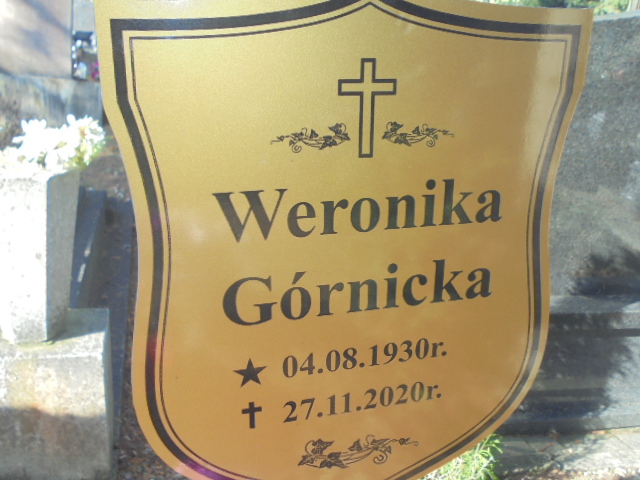 Weronika
Górnicka
★ 04.08.1930r.
✝ 27.11.2020r.